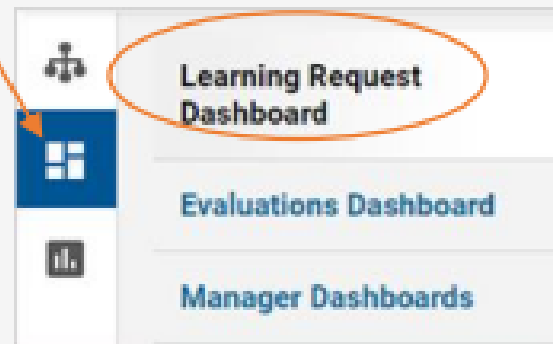 Learning Request
Dashboard
Evaluations Dashboard
Manager Dashboards